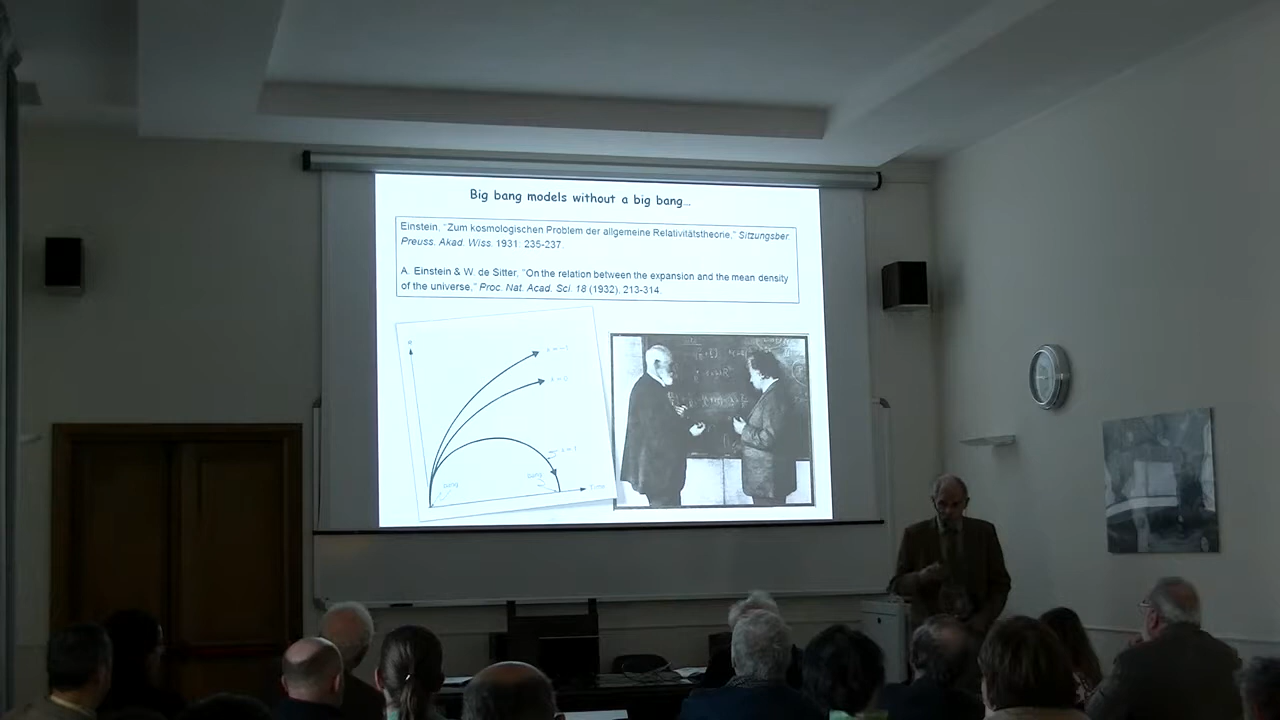 Big bang models without a big bang…
Einstein, "Zum kosmologischen Problem der allgemeine Relativitätstheorie," Sitzungsber.
Preuss. Akad. Wiss. 1931: 235-237.
A. Einstein & W. de Sitter, "On the relation between the expansion and the mean density
of the universe," Proc. Nat. Acad. Sci. 18 (1932), 213-314.